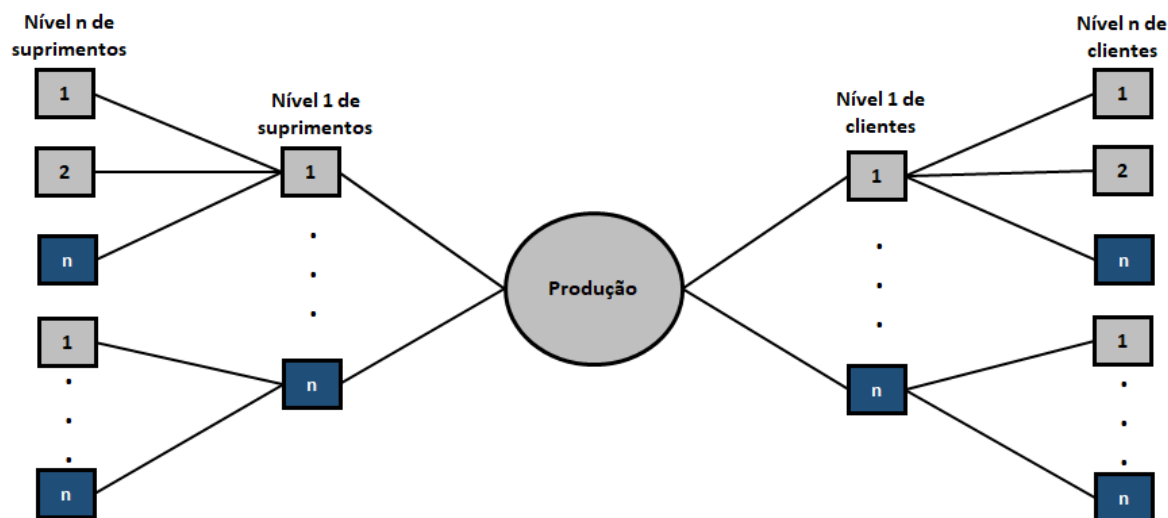 Nível n de
suprimentos
1
2
n
1
.
.
.
n
Nível 1 de
suprimentos
1
.
.
.
n
Produção
Nível 1 de
clientes
1
.
.
.
n
Nível n de
clientes
1
2
n
1
.
.
.
n